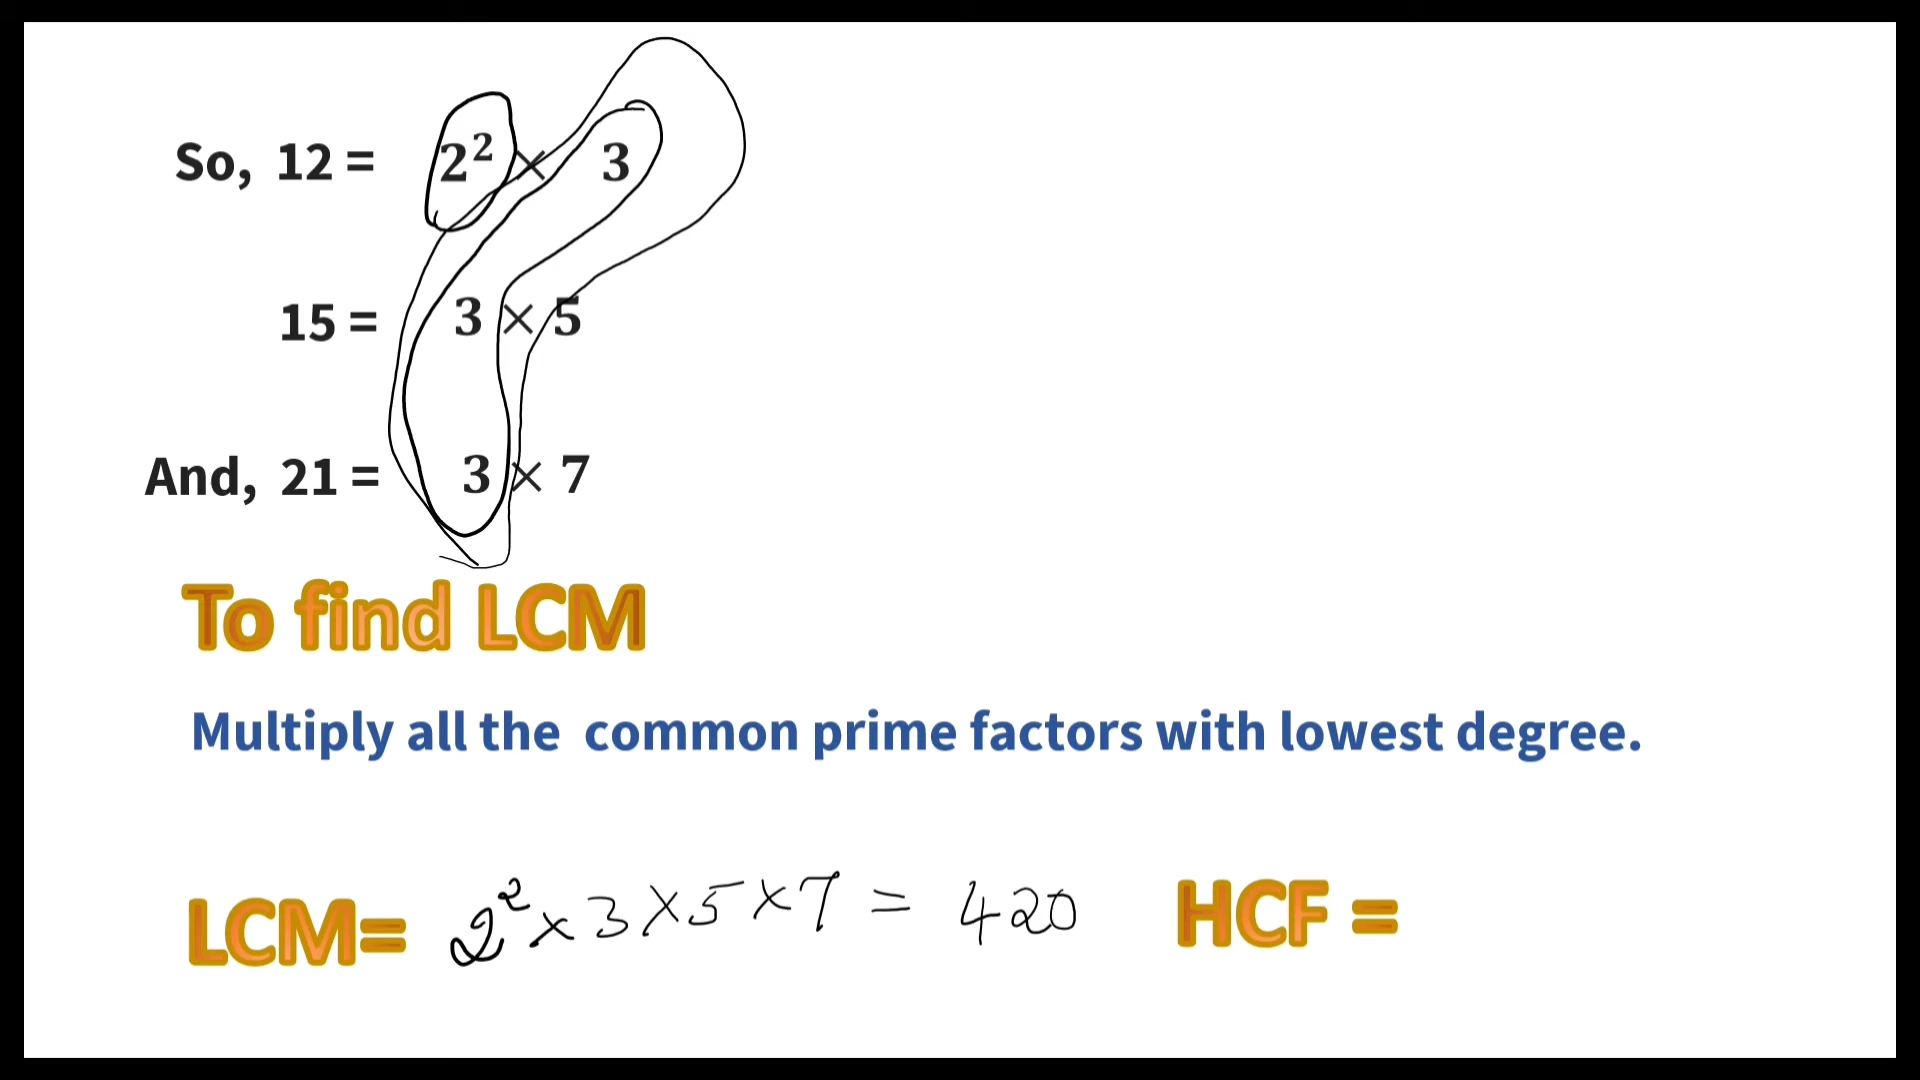 So, 12 = 2² × 3
15 = 3 × 5
And, 21 = 3 × 7
To find LCM
Multiply all the common prime factors with lowest degree.
LCM= 2² × 3 × 5 × 7 = 420 HCF =